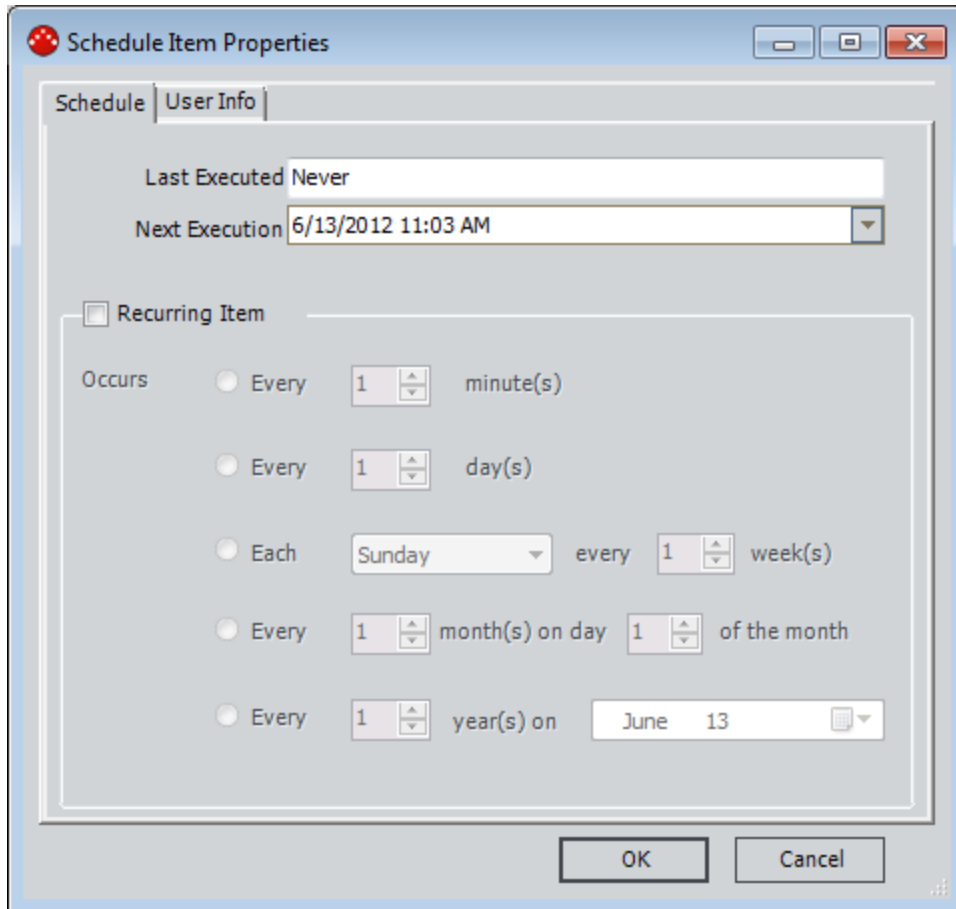 Schedule Item Properties
Schedule User Info
Last Executed Never
Next Execution 6/13/2012 11:03 AM
Recurring Item
Occurs Every 1 minute(s)
Every 1 day(s)
Each Sunday every 1 week(s)
Every 1 month(s) on day 1 of the month
Every 1 year(s) on June 13
OK Cancel